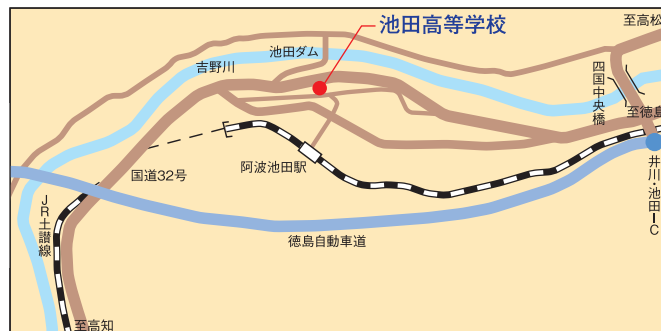 池田高等学校
至高松
池田ダム
吉野川
四国中央橋
至徳島
阿波池田駅
国道32号
井川・池田IC
JR土讃線
徳島自動車道
至高知